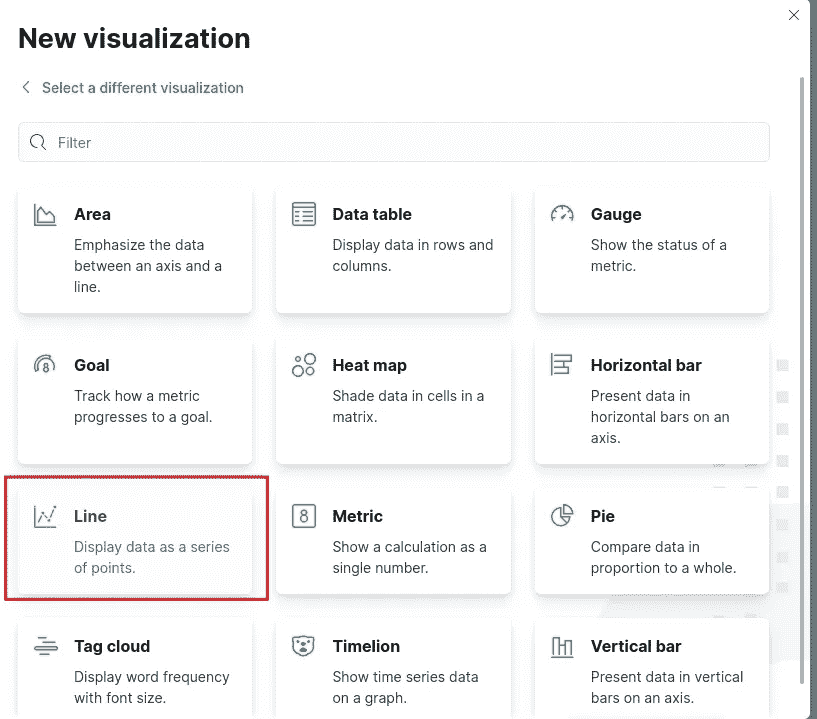 New visualization
Select a different visualization
Filter
Area
Emphasize the data
between an axis and a
line.
Data table
Display data in rows and
columns.
Gauge
Show the status of a
metric.
8
Goal
Track how a metric
progresses to a goal.
Heat map
Shade data in cells in a
matrix.
Horizontal bar
Present data in
horizontal bars on an
axis.
Line
Display data as a series
of points.
8
Metric
Show a calculation as a
single number.
Pie
Compare data in
proportion to a whole.
Tag cloud
Display word frequency
with font size.
Timelion
Show time series data
on a graph.
Vertical bar
Present data in vertical
bars on an axis.